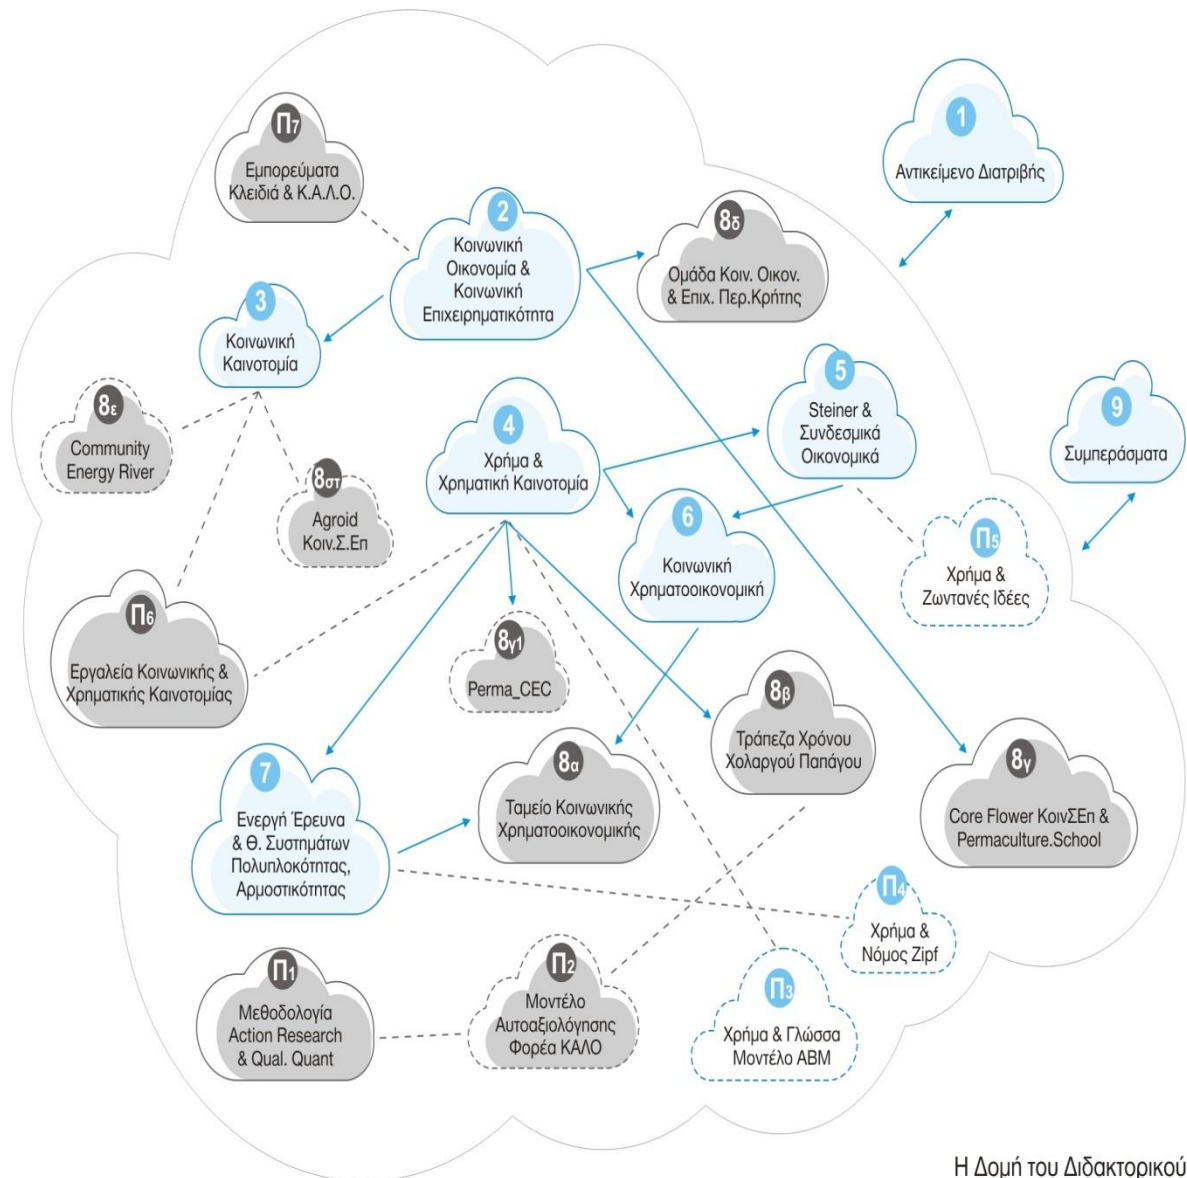 Π7
Εμπορεύματα
Κλειδιά & Κ.Α.Λ.Ο.
2
Κοινωνική
Οικονομία &
Κοινωνική
Επιχειρηματικότητα
8δ
Ομάδα Κοιν. Οικον.
& Επιχ. Περ.Κρήτης
1
Αντικείμενο Διατριβής
3
Κοινωνική
Καινοτομία
8ε
Community
Energy River
8στ
Agroid
Κοιν.Σ.Επ
4
Χρήμα &
Χρηματική Καινοτομία
5
Steiner &
Συνδεσμικά
Οικονομικά
9
Συμπεράσματα
6
Κοινωνική
Χρηματοοικονομική
Π5
Χρήμα &
Ζωντανές Ιδέες
Π6
Εργαλεία Κοινωνικής &
Χρηματικής Καινοτομίας
8γ1
Perma_CEC
8β
Τράπεζα Χρόνου
Χολαργού Παπάγου
8γ
Core Flower ΚοινΣΕπ &
Permaculture.School
7
Ενεργή Έρευνα
& Θ. Συστημάτων
Πολυπλοκότητας,
Αρμοστικότητας
8α
Ταμείο Κοινωνικής
Χρηματοοικονομικής
Π4
Χρήμα &
Νόμος Zipf
Π1
Μεθοδολογία
Action Research
& Qual. Quant
Π2
Μοντέλο
Αυτοαξιολόγησης
Φορέα ΚΑΛΟ
Π3
Χρήμα & Γλώσσα
Μοντέλο ABM
Η Δομή του Διδακτορικού